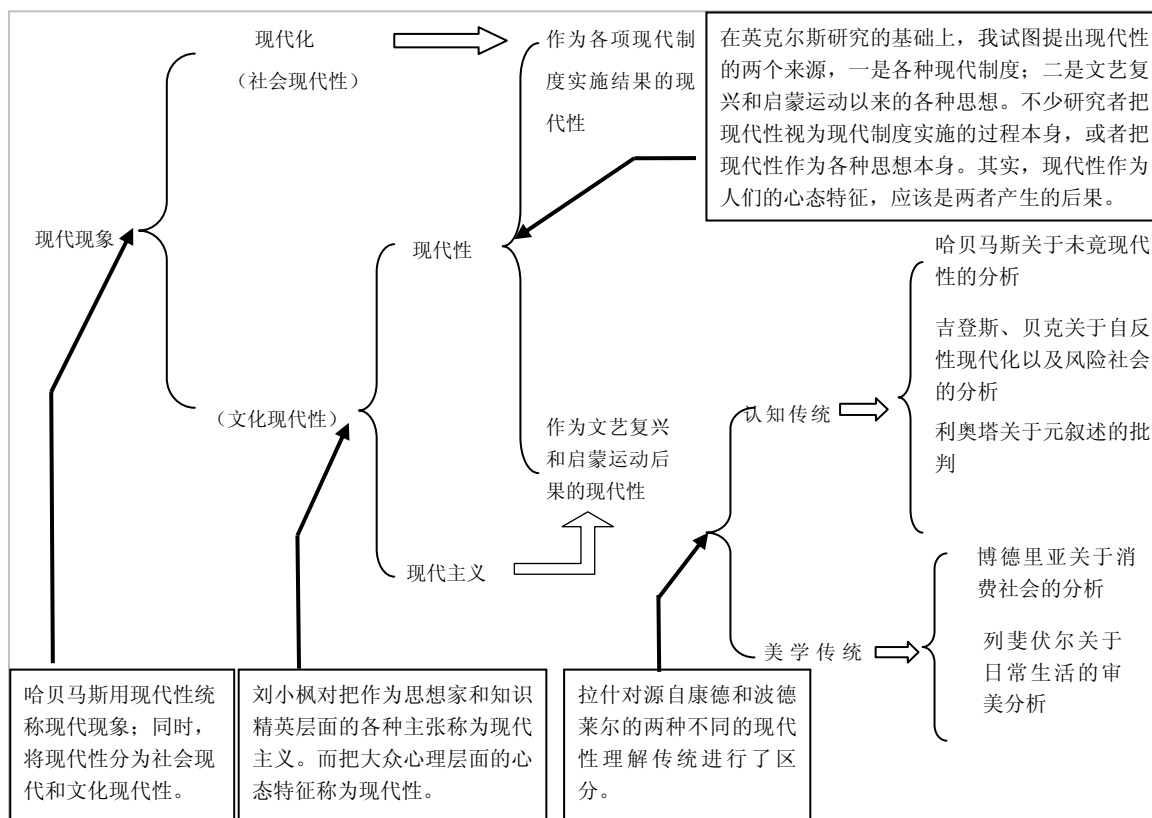 现代化
（社会现代性）
作为各项现代制
度实施结果的现
代性
在英克尔斯研究的基础上，我试图提出现代性
的两个来源，一是各种现代制度；二是文艺复
兴和启蒙运动以来的各种思想。不少研究者把
现代性视为现代制度实施的过程本身，或者把
现代性作为各种思想本身。其实，现代性作为
人们的心态特征，应该是两者产生的后果。
现代现象
现代性
哈贝马斯关于未竟现代
性的分析
吉登斯、贝克关于自反
性现代化以及风险社会
的分析
利奥塔关于元叙述的批
判
（文化现代性）
作为文艺复兴
和启蒙运动后
果的现代性
认知传统
现代主义
博德里亚关于消
费社会的分析
美学传统
列斐伏尔关于
日常生活的审
美分析
哈贝马斯用现代性统
称现代现象；同时，
将现代性分为社会现
代和文化现代性。
刘小枫对把作为思想家和知识
精英层面的各种主张称为现代
主义。而把大众心理层面的心
态特征称为现代性。
拉什对源自康德和波德
莱尔的两种不同的现代
性理解传统进行了区
分。